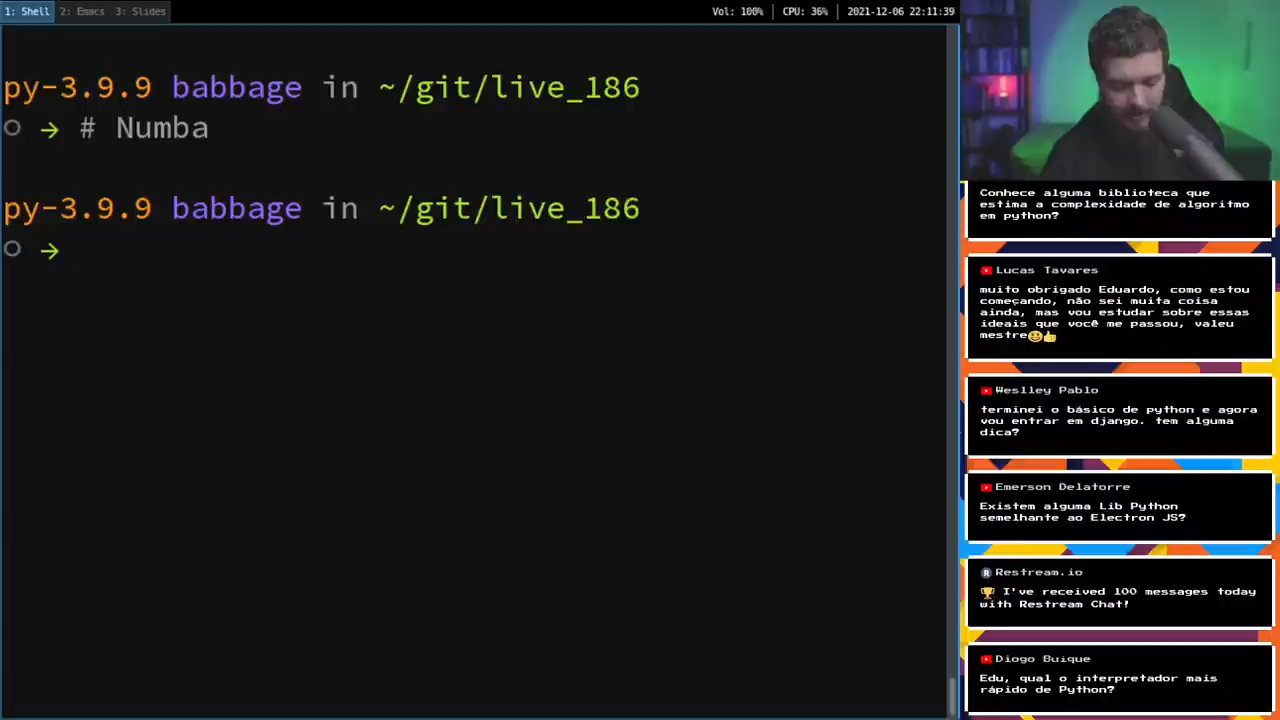 1: Shell 2: Emacs 3: Slides
Vol: 100% CPU: 36% 2021-12-06 22:11:39
py-3.9.9 babbage in ~/git/live_186
○ → # Numba
py-3.9.9 babbage in ~/git/live_186
○ →
Conhece alguma biblioteca que
estima a complexidade de algoritmo
em python?
Lucas Tavares
muito obrigado Eduardo, como estou
começando, não sei muita coisa
ainda, mas vou estudar sobre essas
ideais que você me passou, valeu
mestre😃👍
Weslley Pablo
terminei o básico de python e agora
vou entrar em django. tem alguma
dica?
Emerson Delatorre
Existem alguma Lib Python
semelhante ao Electron JS?
Restream.io
🏆 I've received 100 messages today
with Restream Chat!
Diogo Buique
Edu, qual o interpretador mais
rápido de Python?